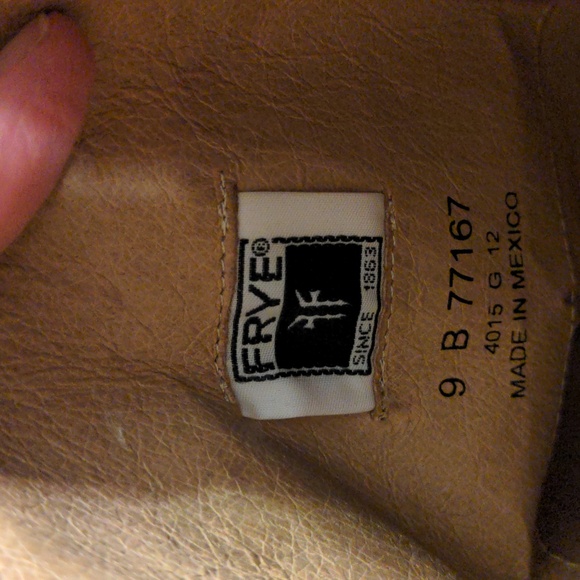 FRYE®
SINCE 1863
9 B 77167
4015 G 12
MADE IN MEXICO